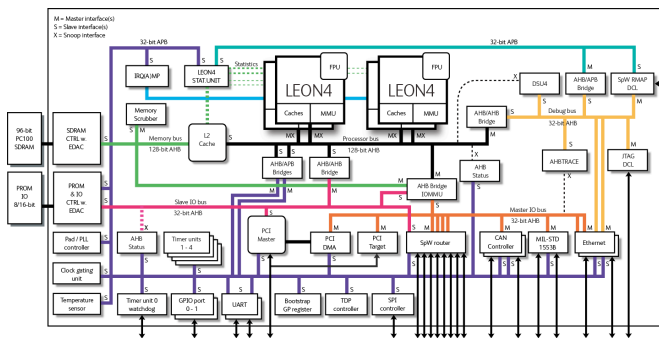 M = Master interface(s)
S = Slave interface(s)
X = Snoop interface
32-bit APB
32-bit APB
S
S
S
M
S
IRQ(A)MP
LEON4
STAT.UNIT
Statistics
FPU
FPU
LEON4
LEON4
Caches
MMU
Caches
MMU
X
DSU4
AHB/APB
Bridge
SpW RMAP
DCL
Memory
Scrubber
96-bit
PC100
SDRAM
SDRAM
CTRL w.
EDAC
S
M
S
Memory bus
128-bit AHB
M
L2
Cache
S
MX
MX
MX
MX
Processor bus
128-bit AHB
S
AHB/AHB
Bridge
M
S
S
M
Debug bus
32-bit AHB
PROM
IO
8/16-bit
PROM
& IO
CTRL w.
EDAC
S
S
S
S
AHB/APB
Bridges
M
M
AHB/AHB
Bridge
M
M
S
AHB Bridge
IOMMU
S
M
X
AHB
Status
S
S
AHBTRACE
X
M
JTAG
DCL
Slave IO bus
32-bit AHB
Master IO bus
32-bit AHB
Pad / PLL
controller
S
X
AHB
Status
S
Timer units
1 - 4
S
S
M
PCI
Master
S
M
PCI
DMA
S
M
PCI
Target
M
SpW router
S
M
CAN
Controller
S
M
MIL-STD
1553B
S
M
S
Ethernet
S
Clock gating
unit
S
Temperature
sensor
S
S
Timer unit 0
watchdog
S
GPIO port
0 - 1
S
UART
S
Bootstrap
GP register
S
TDP
controller
S
SPI
controller